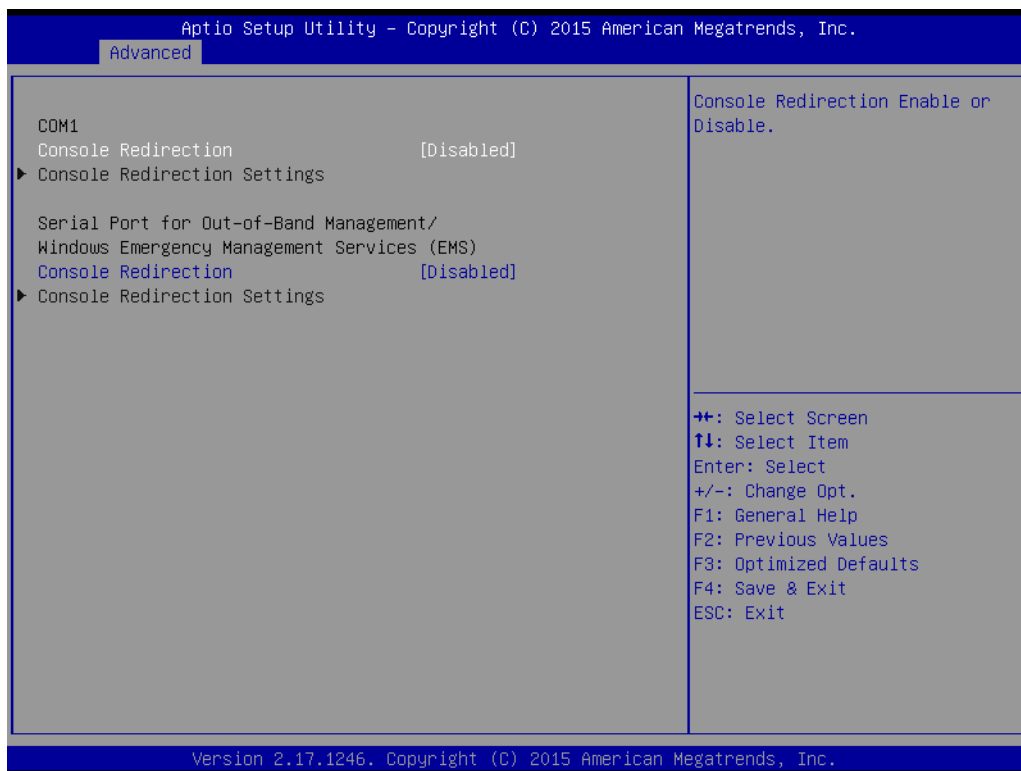 Aptio Setup Utility – Copyright (C) 2015 American Megatrends, Inc.
Advanced
COM1
Console Redirection [Disabled]
▶ Console Redirection Settings
Serial Port for Out-of-Band Management/
Windows Emergency Management Services (EMS)
Console Redirection [Disabled]
▶ Console Redirection Settings
Console Redirection Enable or
Disable.
→←: Select Screen
↑↓: Select Item
Enter: Select
+/-: Change Opt.
F1: General Help
F2: Previous Values
F3: Optimized Defaults
F4: Save & Exit
ESC: Exit
Version 2.17.1246. Copyright (C) 2015 American Megatrends, Inc.